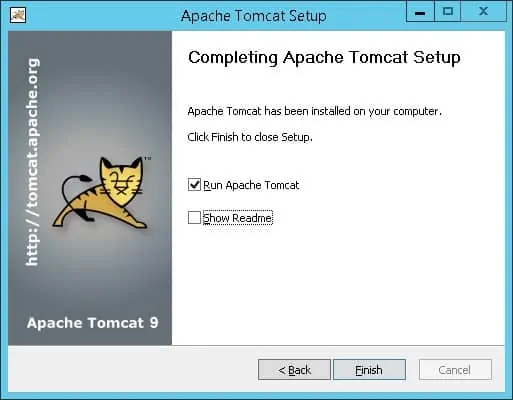 Apache Tomcat Setup
http://tomcat.apache.org
TM
Apache Tomcat 9
Completing Apache Tomcat Setup
Apache Tomcat has been installed on your computer.
Click Finish to close Setup.
Run Apache Tomcat
Show Readme
< Back
Finish
Cancel